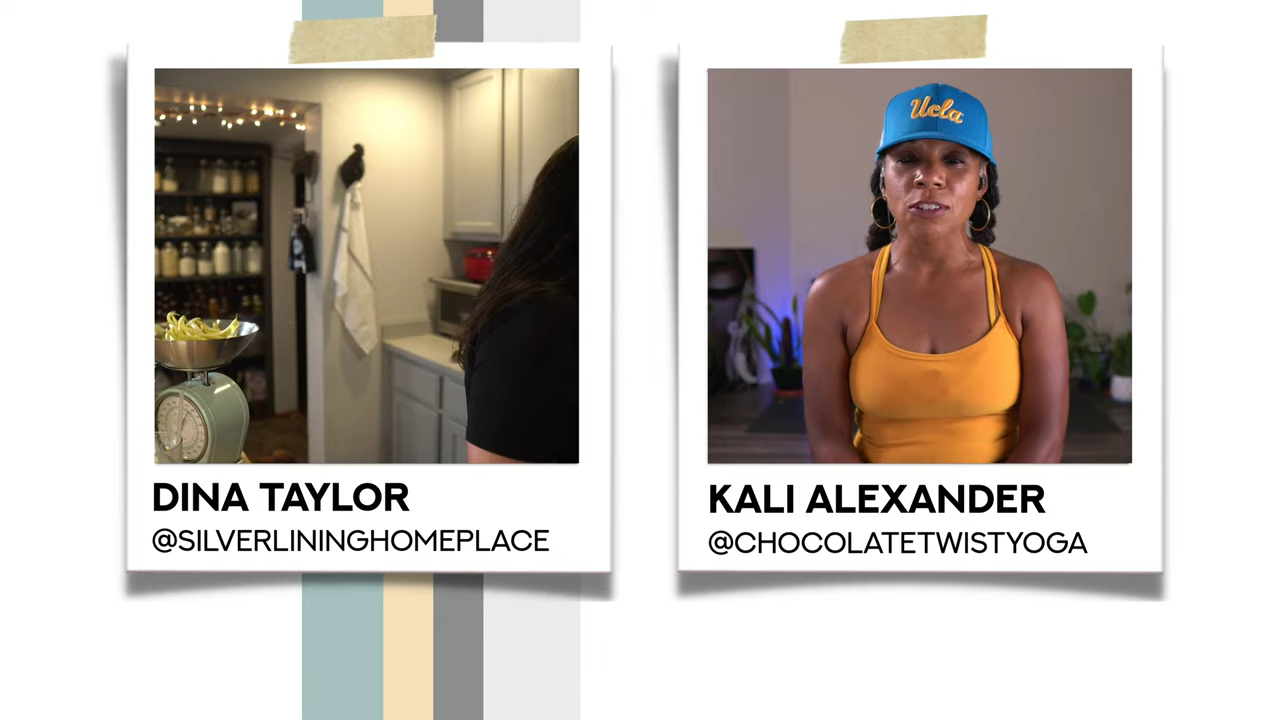 Ucla
DINA TAYLOR
@SILVERLININGHOMEPLACE
KALI ALEXANDER
@CHOCOLATETWISTYOGA